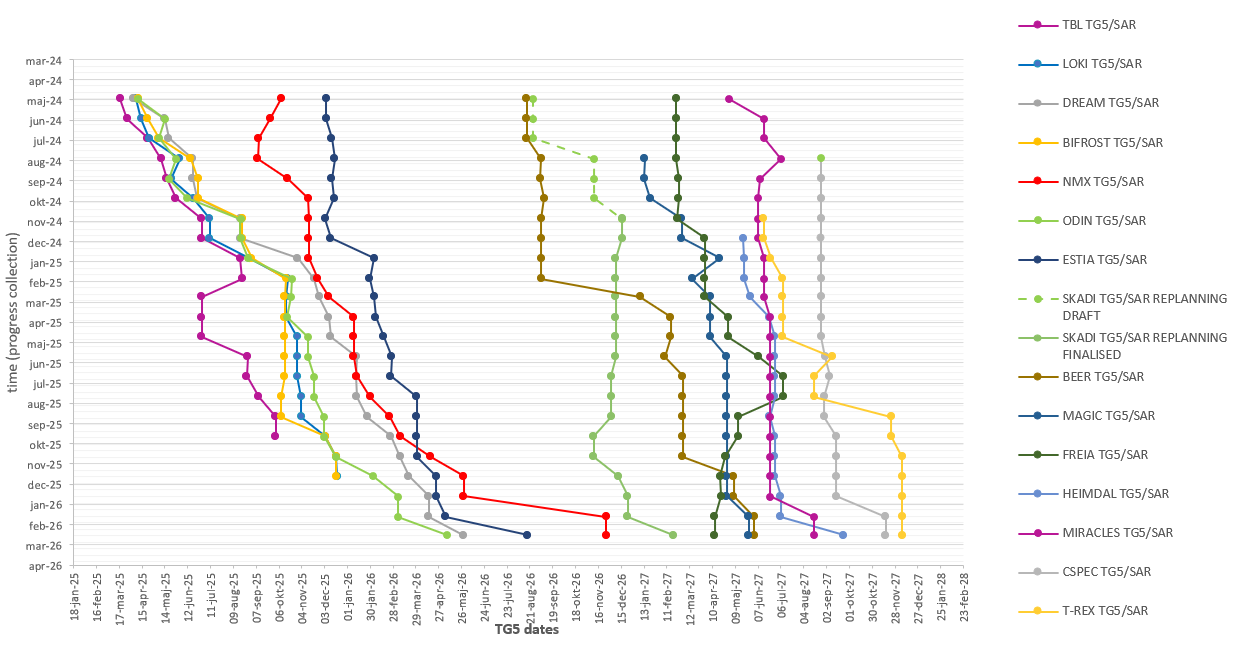 mar-24
apr-24
maj-24
jun-24
jul-24
aug-24
sep-24
okt-24
nov-24
dec-24
jan-25
feb-25
mar-25
apr-25
maj-25
jun-25
jul-25
aug-25
sep-25
okt-25
nov-25
dec-25
jan-26
feb-26
mar-26
apr-26
time (progress collection)
18-jan-25
16-feb-25
17-mar-25
15-apr-25
14-maj-25
12-jun-25
11-jul-25
09-aug-25
07-sep-25
06-okt-25
04-nov-25
03-dec-25
01-jan-26
30-jan-26
28-feb-26
29-mar-26
27-apr-26
26-maj-26
24-jun-26
23-jul-26
21-aug-26
19-sep-26
18-okt-26
16-nov-26
15-dec-26
13-jan-27
11-feb-27
12-mar-27
10-apr-27
09-maj-27
07-jun-27
06-jul-27
04-aug-27
02-sep-27
01-okt-27
30-okt-27
28-nov-27
27-dec-27
25-jan-28
23-feb-28
TG5 dates
TBL TG5/SAR
LOKI TG5/SAR
DREAM TG5/SAR
BIFROST TG5/SAR
NMX TG5/SAR
ODIN TG5/SAR
ESTIA TG5/SAR
SKADI TG5/SAR REPLANNING
DRAFT
SKADI TG5/SAR REPLANNING
FINALISED
BEER TG5/SAR
MAGIC TG5/SAR
FREIA TG5/SAR
HEIMDAL TG5/SAR
MIRACLES TG5/SAR
CSPEC TG5/SAR
T-REX TG5/SAR